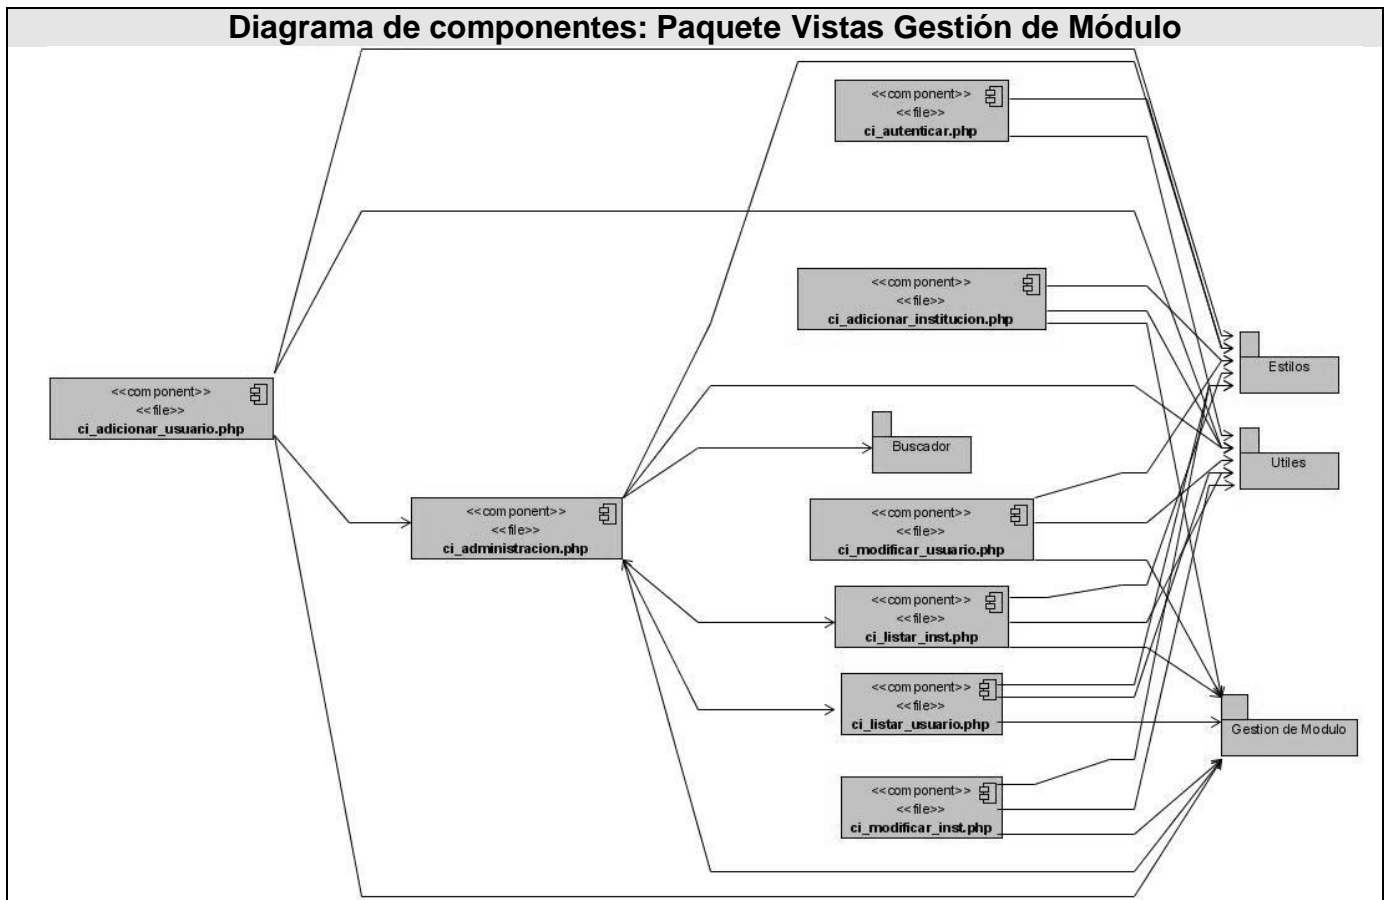 Diagrama de componentes: Paquete Vistas Gestión de Módulo
<<component>>
<<file>>
ci_autenticar.php
<<component>>
<<file>>
ci_adicionar_institucion.php
Estilos
<<component>>
<<file>>
ci_adicionar_usuario.php
Buscador
Utiles
<<component>>
<<file>>
ci_administracion.php
<<component>>
<<file>>
ci_modificar_usuario.php
<<component>>
<<file>>
ci_listar_inst.php
<<component>>
<<file>>
ci_listar_usuario.php
Gestion de Modulo
<<component>>
<<file>>
ci_modificar_inst.php